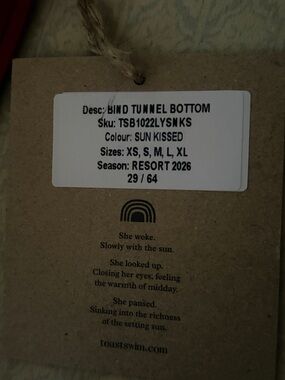 Desc: BIND TUNNEL BOTTOM
Sku: TSB1022LYSNKS
Colour: SUN KISSED
Sizes: XS, S, M, L, XL
Season: RESORT 2026
29 / 64
She woke.
Slowly with the sun.
She looked up.
Closing her eyes, feeling
the warmth of midday.
She paused.
Sinking into the richness
of the setting sun.
toastswim.com